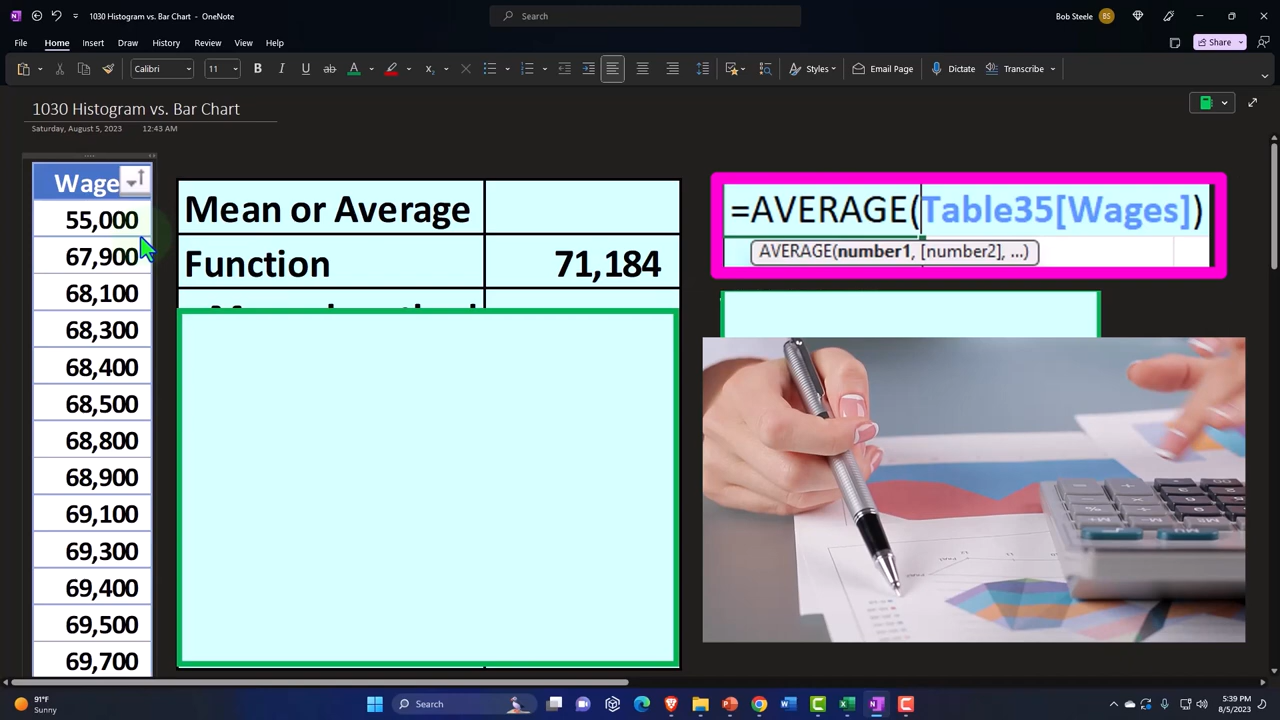 1030 Histogram vs. Bar Chart - OneNote
Search
Bob Steele
BS
File
Home
Insert
Draw
History
Review
View
Help
Share
Calibri
11
Styles
Email Page
Dictate
Transcribe
1030 Histogram vs. Bar Chart
Saturday, August 5, 2023
12:43 AM
Wage
55,000
67,900
68,100
68,300
68,400
68,500
68,800
68,900
69,100
69,300
69,400
69,500
69,700
Mean or Average
Function
71,184
=AVERAGE(Table35[Wages])
AVERAGE(number1, [number2], ...)
91°F
Sunny
Search
5:39 PM
8/5/2023